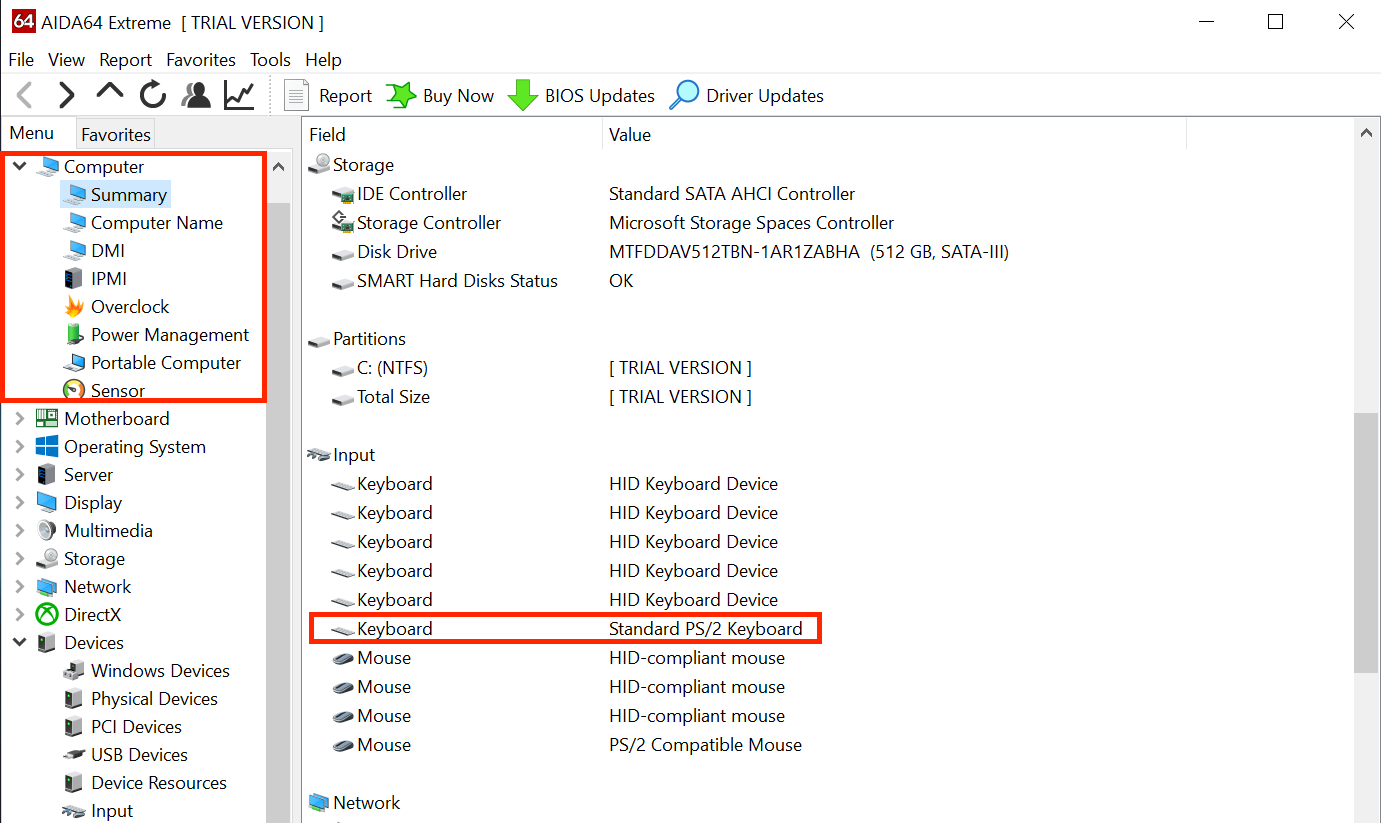 64 AIDA64 Extreme [ TRIAL VERSION ]
File View Report Favorites Tools Help
Report Buy Now BIOS Updates Driver Updates
Menu Favorites
Computer
Summary
Computer Name
DMI
IPMI
Overclock
Power Management
Portable Computer
Sensor
Motherboard
Operating System
Server
Display
Multimedia
Storage
Network
DirectX
Devices
Windows Devices
Physical Devices
PCI Devices
USB Devices
Device Resources
Input
Field Value
Storage
IDE Controller Standard SATA AHCI Controller
Storage Controller Microsoft Storage Spaces Controller
Disk Drive MTFDDAV512TBN-1AR1ZABHA (512 GB, SATA-III)
SMART Hard Disks Status OK
Partitions
C: (NTFS) [ TRIAL VERSION ]
Total Size [ TRIAL VERSION ]
Input
Keyboard HID Keyboard Device
Keyboard HID Keyboard Device
Keyboard HID Keyboard Device
Keyboard HID Keyboard Device
Keyboard HID Keyboard Device
Keyboard Standard PS/2 Keyboard
Mouse HID-compliant mouse
Mouse HID-compliant mouse
Mouse HID-compliant mouse
Mouse PS/2 Compatible Mouse
Network